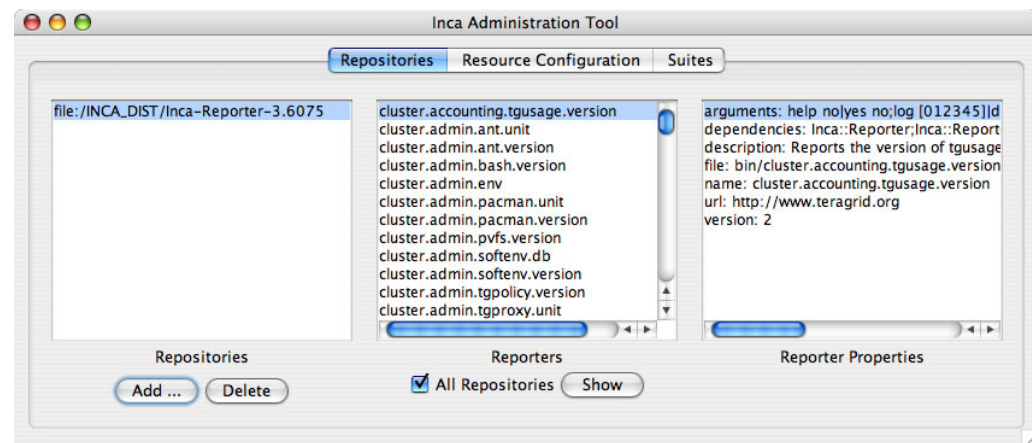 Inca Administration Tool
Repositories Resource Configuration Suites
file:/INCA_DIST/Inca-Reporter-3.6075
cluster.accounting.tgusage.version
cluster.admin.ant.unit
cluster.admin.ant.version
cluster.admin.bash.version
cluster.admin.env
cluster.admin.pacman.unit
cluster.admin.pacman.version
cluster.admin.pvfs.version
cluster.admin.softenv.db
cluster.admin.softenv.version
cluster.admin.tgpolicy.version
cluster.admin.tgproxy.unit
arguments: help no|yes no;log [012345]|d
dependencies: Inca::Reporter;Inca::Report
description: Reports the version of tgusage
file: bin/cluster.accounting.tgusage.version
name: cluster.accounting.tgusage.version
url: http://www.teragrid.org
version: 2
Repositories
Add ... Delete
Reporters
All Repositories Show
Reporter Properties